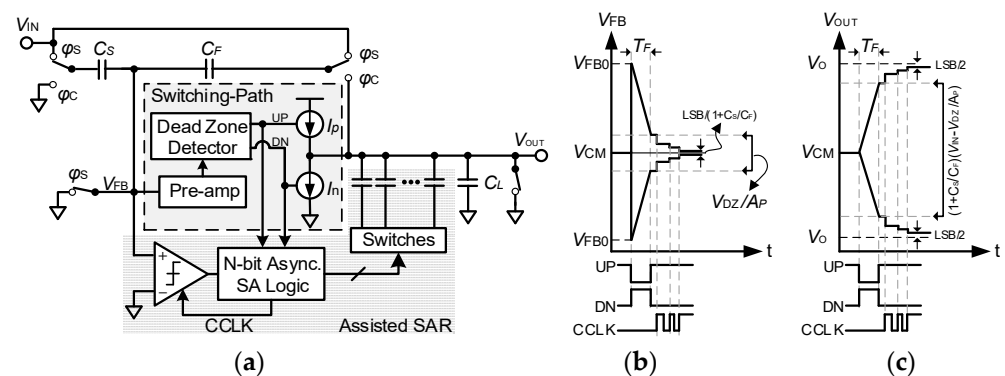 VIN
φS
CS
CF
φS
φC
φC
Switching-Path
Dead Zone
Detector
UP
DN
Ip
In
VOUT
φS
VFB
Pre-amp
CL
Switches
+
−
N-bit Async.
SA Logic
CCLK
Assisted SAR
(a)
VFB
TF
VFB0
LSB/(1+CS/CF)
VCM
VDZ/AP
VFB0
t
UP
DN
CCLK
(b)
VOUT
TF
VO
LSB/2
VCM
(1+CS/CF)(VIN-VDZ/AP)
VO
LSB/2
t
UP
DN
CCLK
(c)